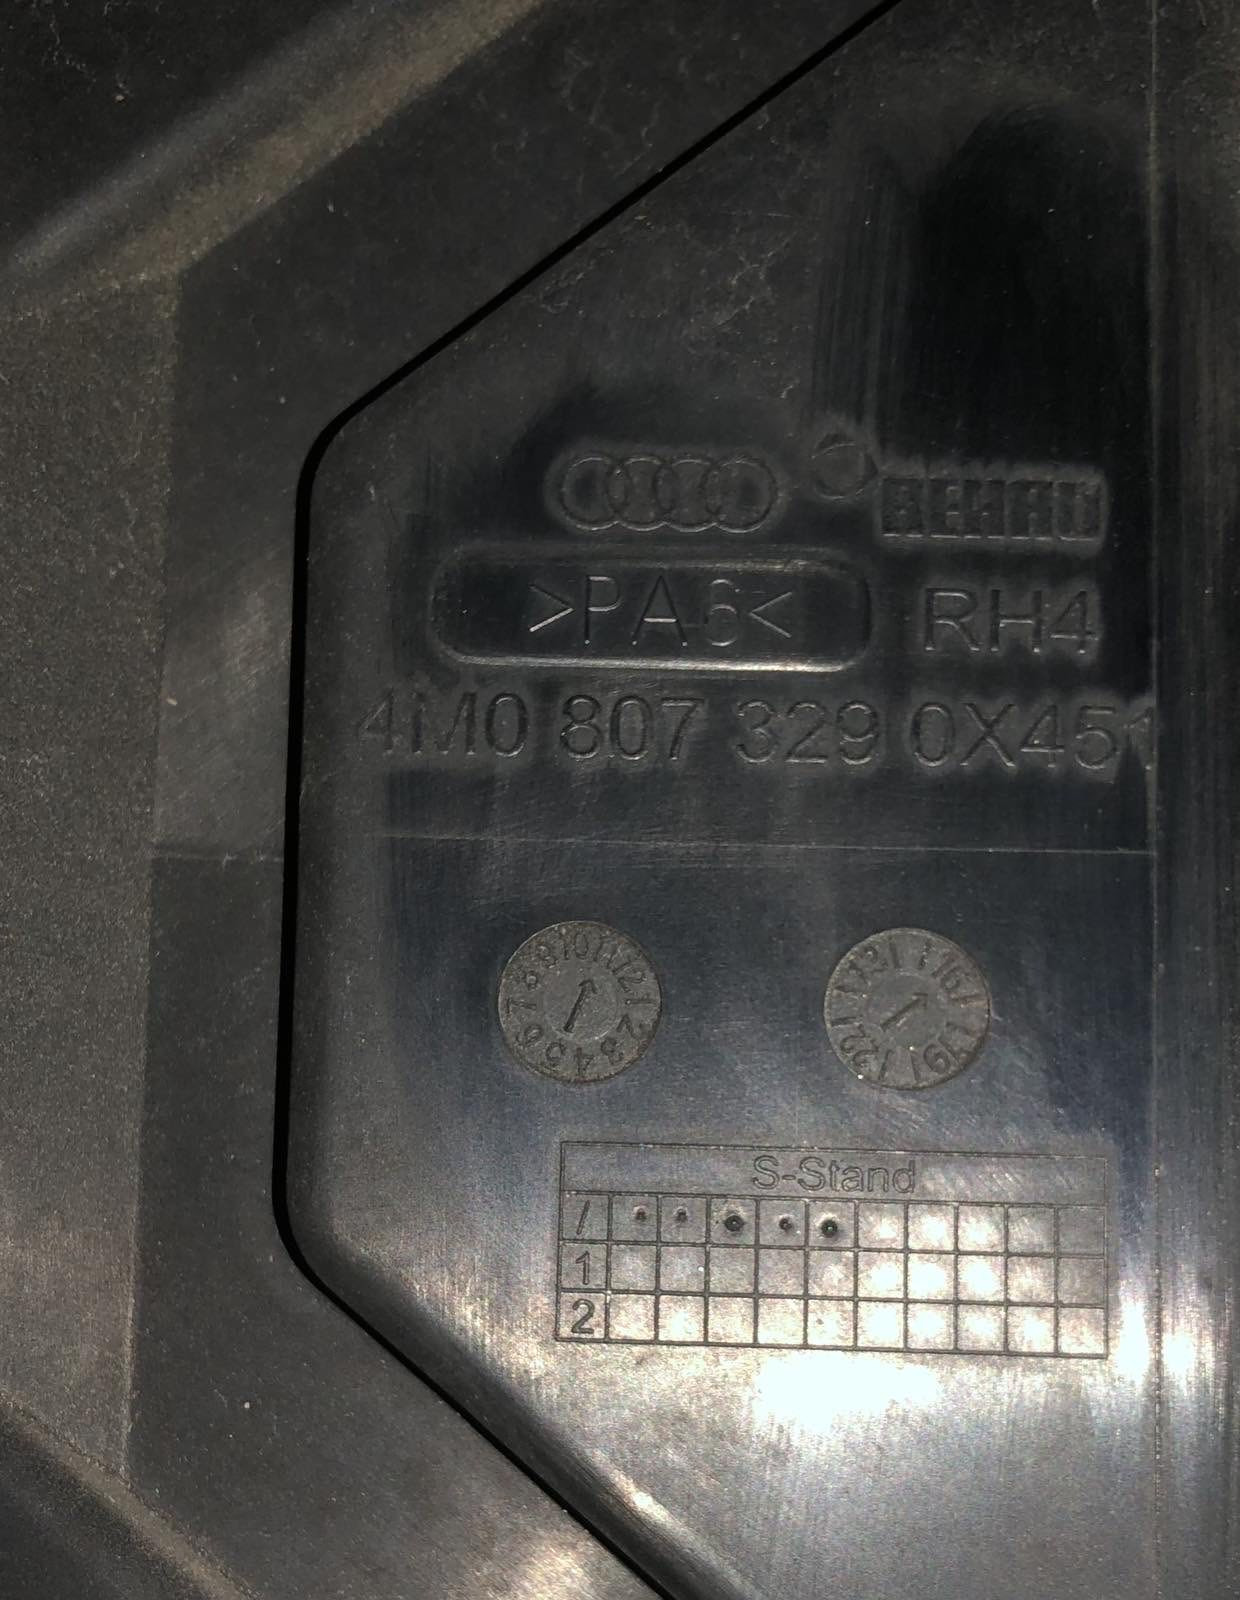 REHAU
>PA6< RH4
4M0 807 329 0X451
S-Stand
/
1
2